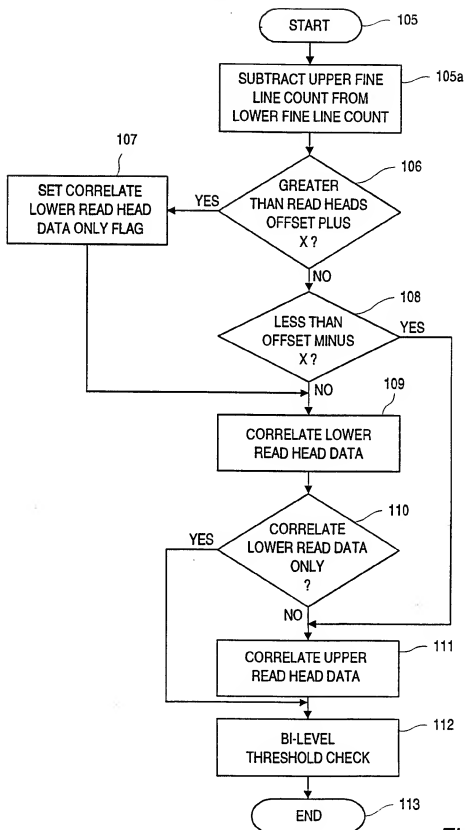 START
105
SUBTRACT UPPER FINE
LINE COUNT FROM
LOWER FINE LINE COUNT
105a
107
106
SET CORRELATE
LOWER READ HEAD
DATA ONLY FLAG
YES
GREATER
THAN READ HEADS
OFFSET PLUS
X ?
NO
108
LESS THAN
OFFSET MINUS
X ?
YES
NO
109
CORRELATE LOWER
READ HEAD DATA
110
YES
CORRELATE
LOWER READ DATA
ONLY
?
NO
CORRELATE UPPER
READ HEAD DATA
111
BI-LEVEL
THRESHOLD CHECK
112
END
113